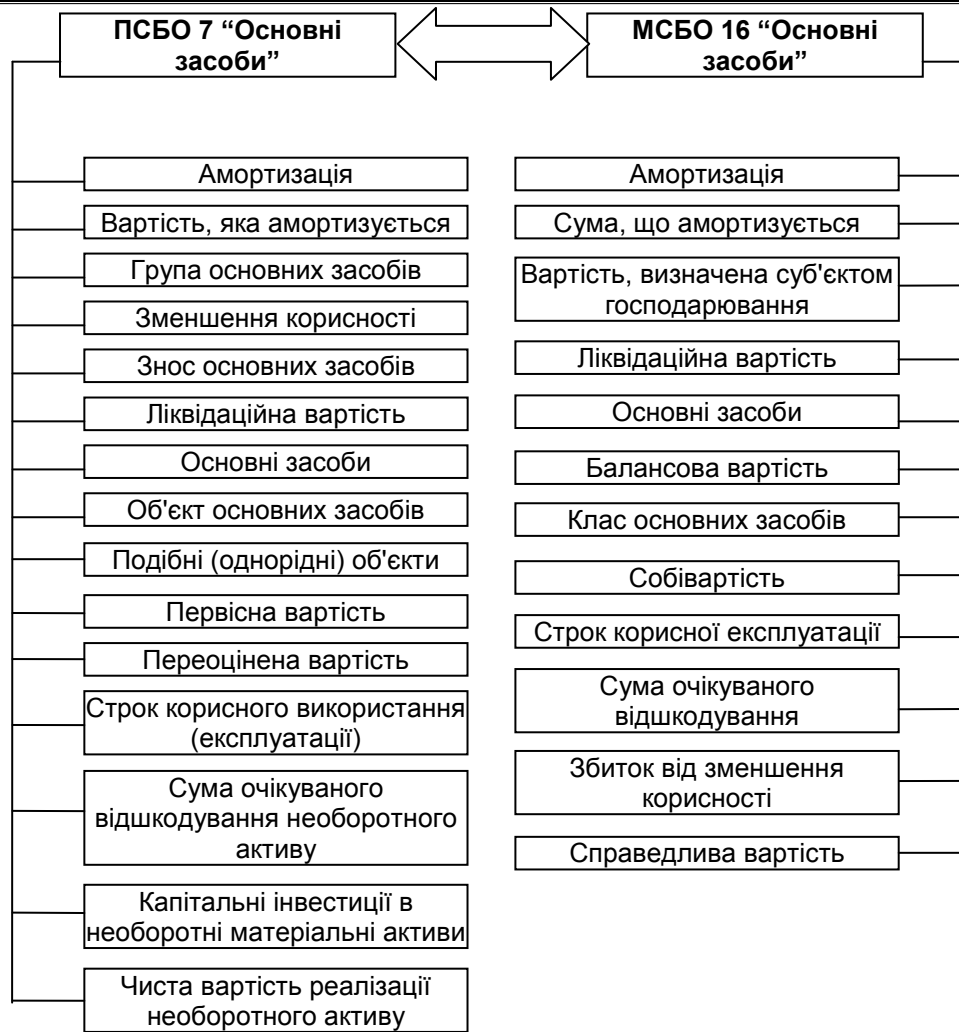 ПСБО 7 “Основні
засоби”
МСБО 16 “Основні
засоби”
Амортизація
Вартість, яка амортизується
Група основних засобів
Зменшення корисності
Знос основних засобів
Ліквідаційна вартість
Основні засоби
Об'єкт основних засобів
Подібні (однорідні) об'єкти
Первісна вартість
Переоцінена вартість
Строк корисного використання
(експлуатації)
Сума очікуваного
відшкодування необоротного
активу
Капітальні інвестиції в
необоротні матеріальні активи
Чиста вартість реалізації
необоротного активу
Амортизація
Сума, що амортизується
Вартість, визначена суб'єктом
господарювання
Ліквідаційна вартість
Основні засоби
Балансова вартість
Клас основних засобів
Собівартість
Строк корисної експлуатації
Сума очікуваного
відшкодування
Збиток від зменшення
корисності
Справедлива вартість